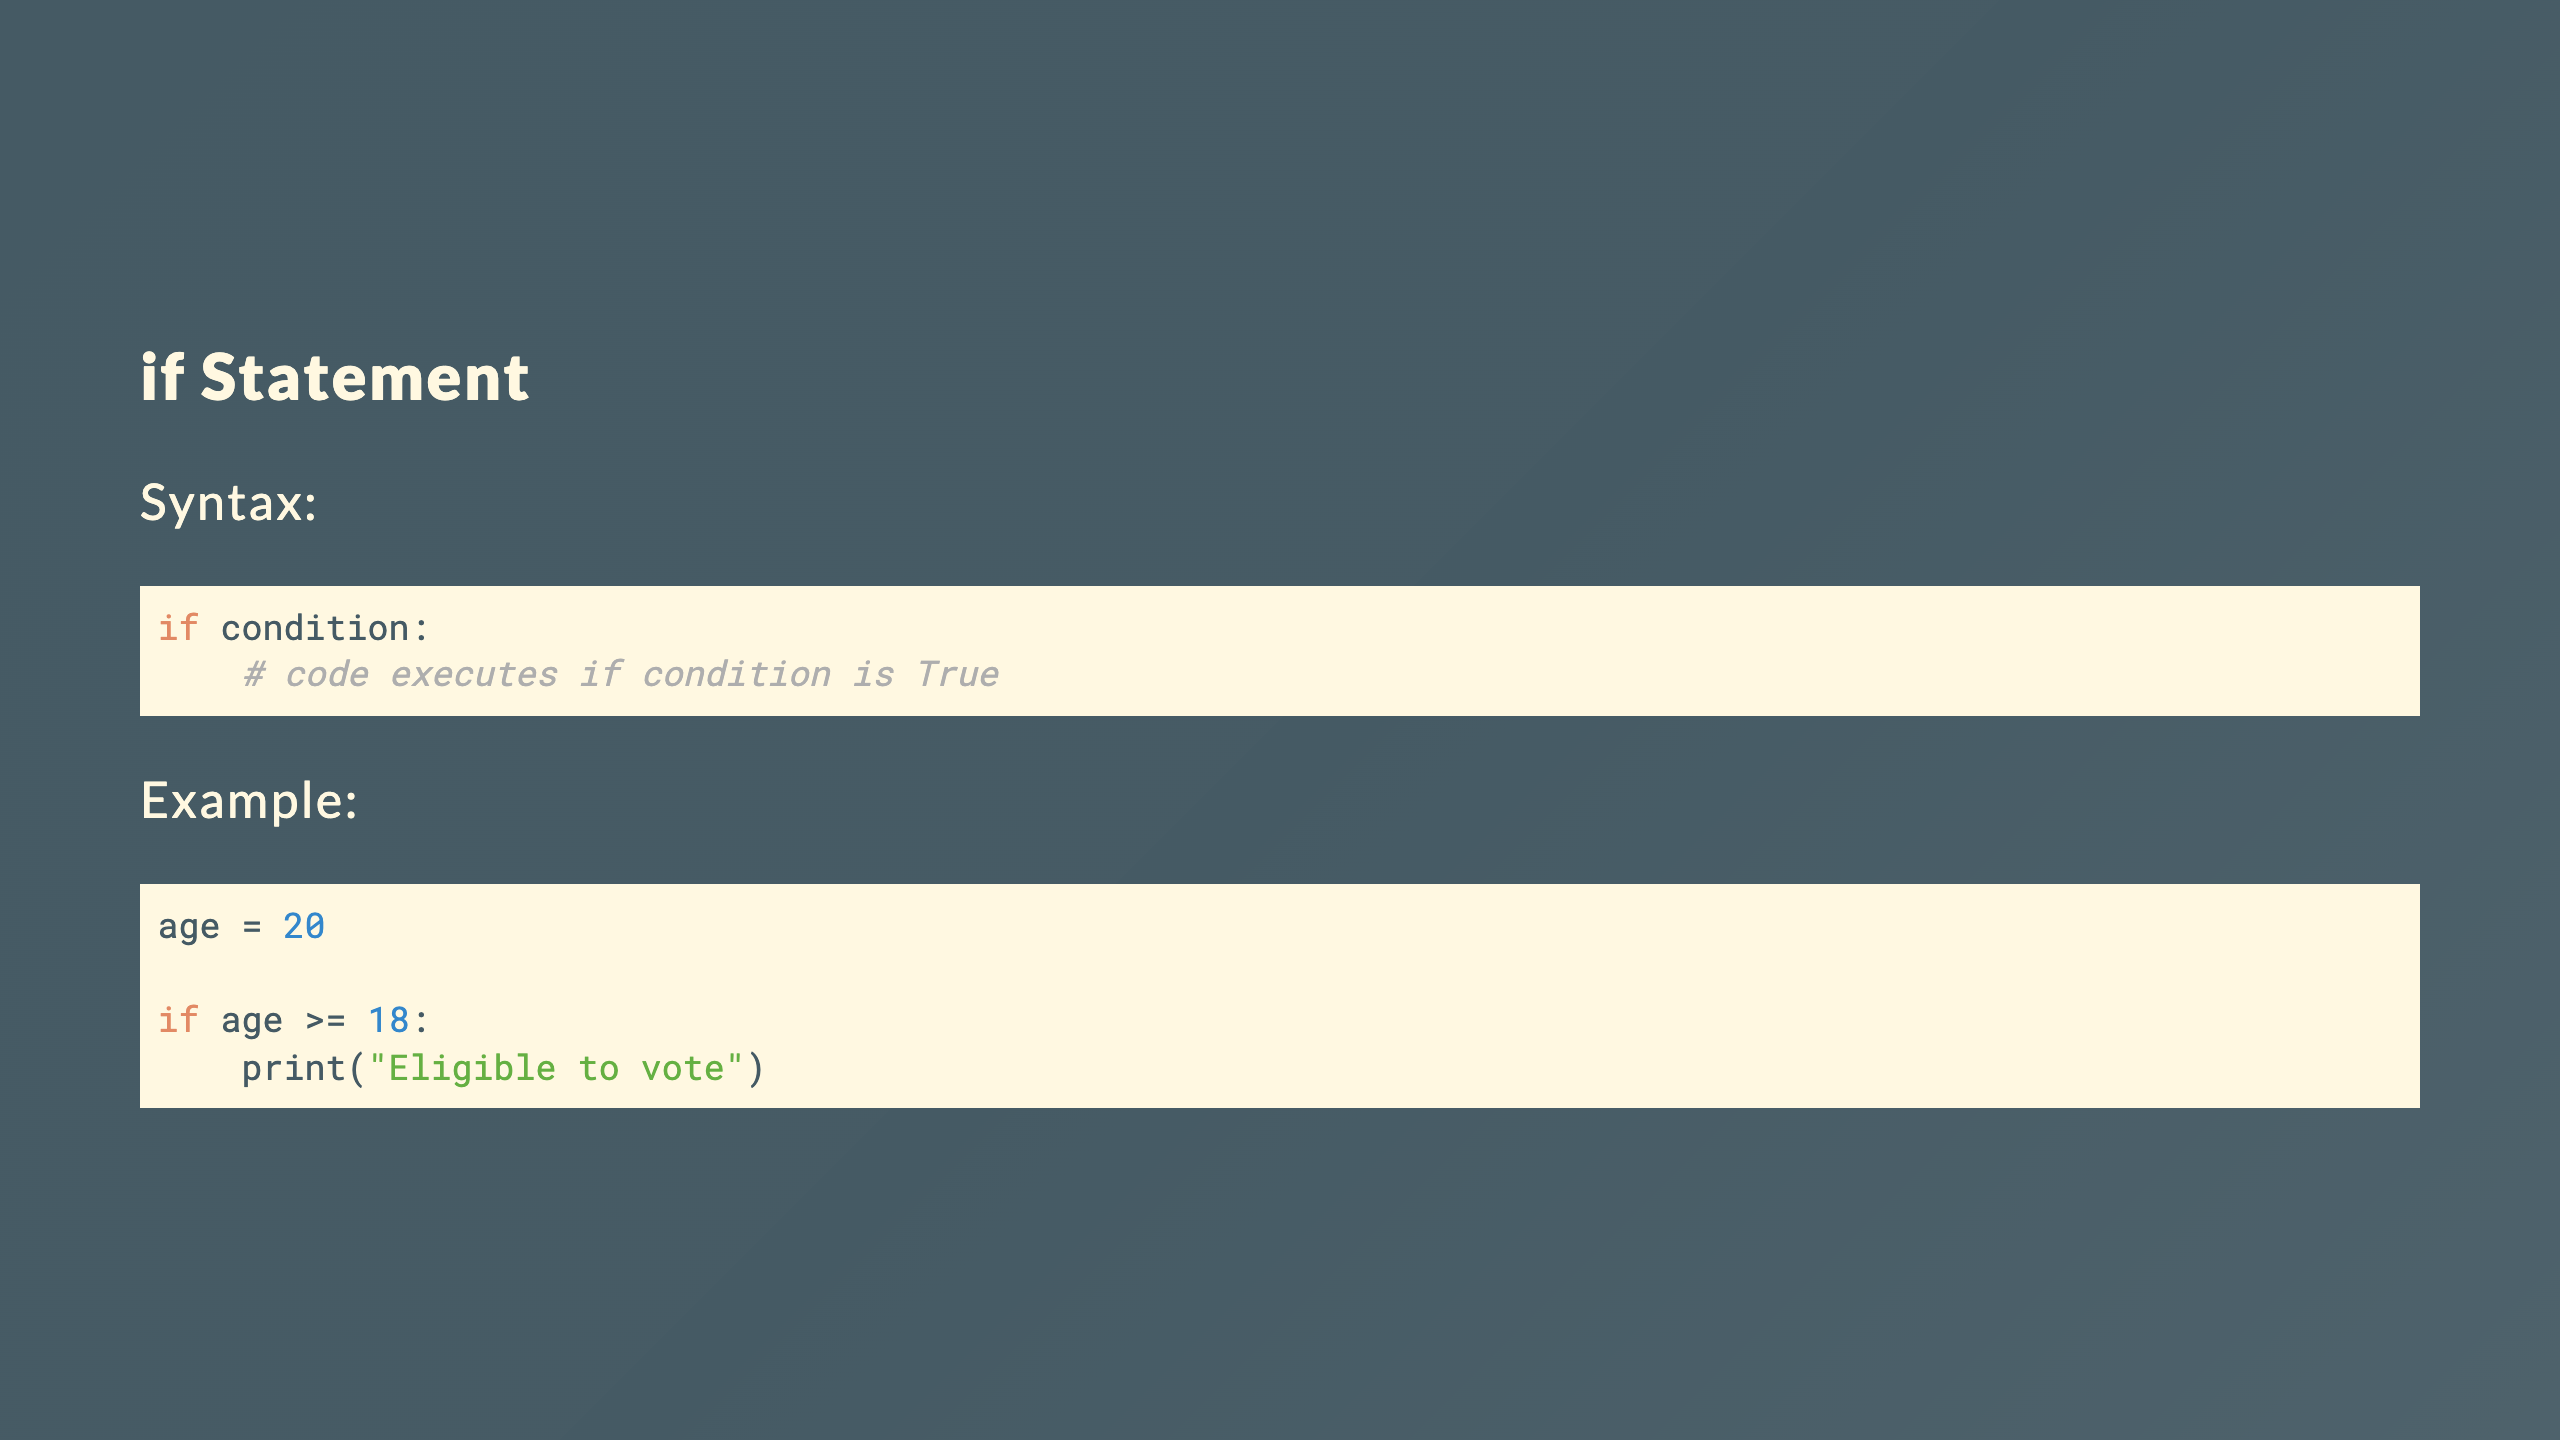 if Statement
Syntax:
if condition:
    # code executes if condition is True
Example:
age = 20
if age >= 18:
    print("Eligible to vote")